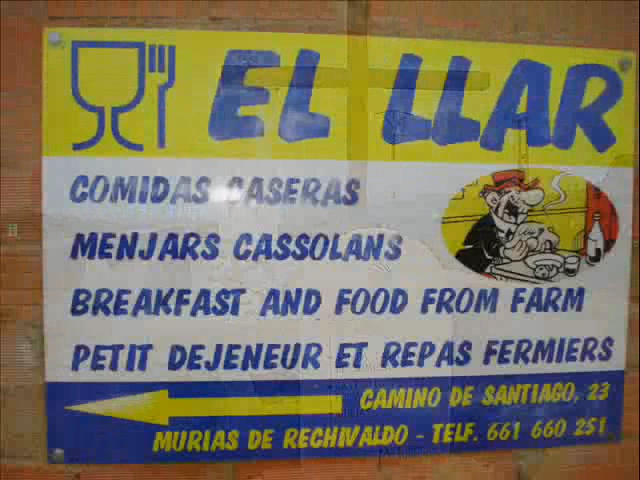 EL LLAR
COMIDAS CASERAS
MENJARS CASSOLANS
BREAKFAST AND FOOD FROM FARM
PETIT DEJENEUR ET REPAS FERMIERS
CAMINO DE SANTIAGO, 23
MURIAS DE RECHIVALDO - TELF. 661 660 251